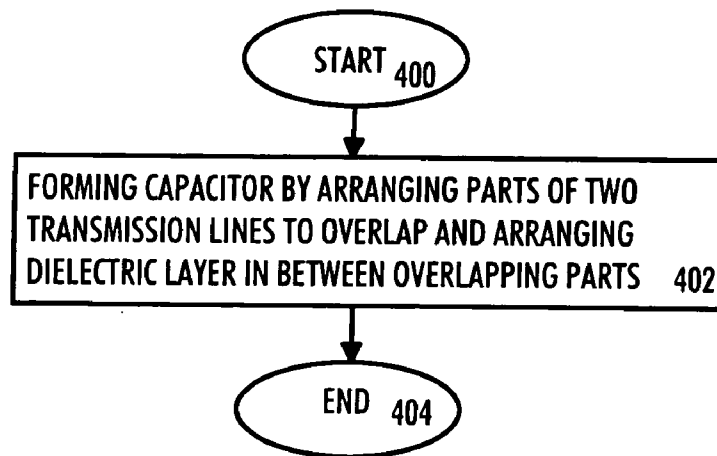 START 400
FORMING CAPACITOR BY ARRANGING PARTS OF TWO
TRANSMISSION LINES TO OVERLAP AND ARRANGING
DIELECTRIC LAYER IN BETWEEN OVERLAPPING PARTS 402
END 404